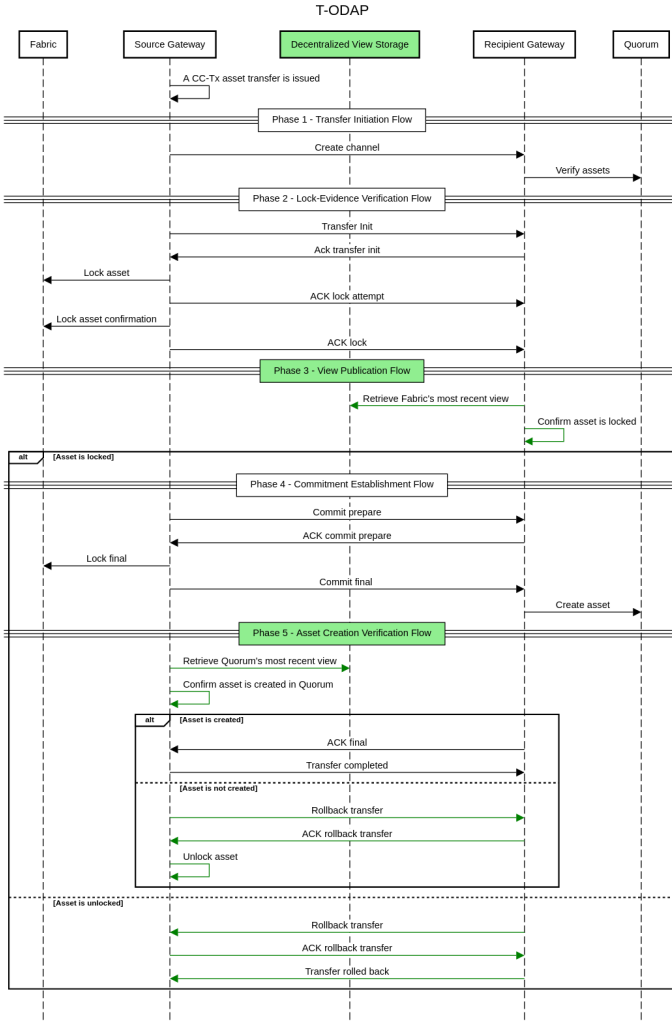 T-ODAP
Fabric
Source Gateway
Decentralized View Storage
Recipient Gateway
Quorum
A CC-Tx asset transfer is issued
Phase 1 - Transfer Initiation Flow
Create channel
Verify assets
Phase 2 - Lock-Evidence Verification Flow
Transfer Init
Ack transfer init
Lock asset
ACK lock attempt
Lock asset confirmation
ACK lock
Phase 3 - View Publication Flow
Retrieve Fabric's most recent view
Confirm asset is locked
alt
[Asset is locked]
Phase 4 - Commitment Establishment Flow
Commit prepare
ACK commit prepare
Lock final
Commit final
Create asset
Phase 5 - Asset Creation Verification Flow
Retrieve Quorum's most recent view
Confirm asset is created in Quorum
alt
[Asset is created]
ACK final
Transfer completed
[Asset is not created]
Rollback transfer
ACK rollback transfer
Unlock asset
[Asset is unlocked]
Rollback transfer
ACK rollback transfer
Transfer rolled back